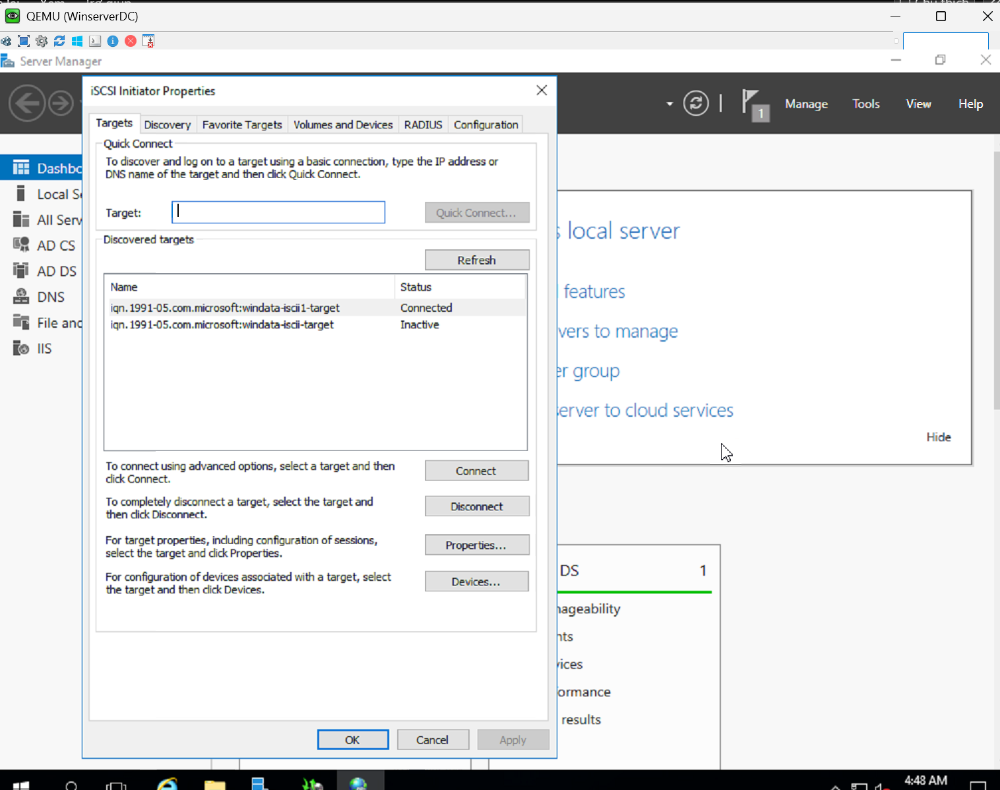 QEMU (WinserverDC)
Server Manager
iSCSI Initiator Properties
1
Manage
Tools
View
Help
Targets
Discovery
Favorite Targets
Volumes and Devices
RADIUS
Configuration
Quick Connect
To discover and log on to a target using a basic connection, type the IP address or
DNS name of the target and then click Quick Connect.
Target:
Quick Connect...
Discovered targets
Refresh
Name
Status
iqn.1991-05.com.microsoft:windata-iscii1-target
Connected
iqn.1991-05.com.microsoft:windata-iscii-target
Inactive
To connect using advanced options, select a target and then
click Connect.
Connect
To completely disconnect a target, select the target and
then click Disconnect.
Disconnect
For target properties, including configuration of sessions,
select the target and click Properties.
Properties...
For configuration of devices associated with a target, select
the target and then click Devices.
Devices...
OK
Cancel
Apply
Dashbo
Local Se
All Serv
AD CS
AD DS
DNS
File and
IIS
s local server
features
vers to manage
er group
server to cloud services
Hide
DS
1
nageability
nts
vices
ormance
results
4:48 AM